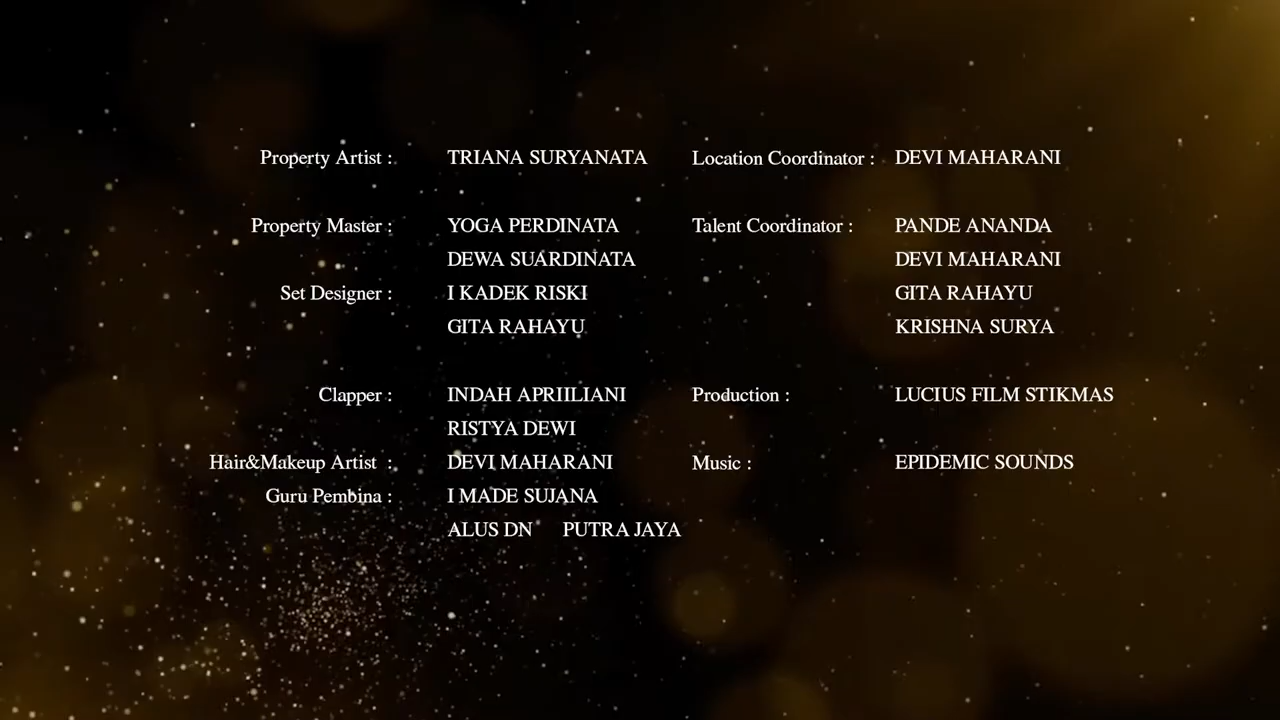 Property Artist : TRIANA SURYANATA
Property Master : YOGA PERDINATA
DEWA SUARDINATA
Set Designer : I KADEK RISKI
GITA RAHAYU
Clapper : INDAH APRIILIANI
RISTYA DEWI
Hair&Makeup Artist : DEVI MAHARANI
Guru Pembina : I MADE SUJANA
ALUS DN PUTRA JAYA
Location Coordinator : DEVI MAHARANI
Talent Coordinator : PANDE ANANDA
DEVI MAHARANI
GITA RAHAYU
KRISHNA SURYA
Production : LUCIUS FILM STIKMAS
Music : EPIDEMIC SOUNDS